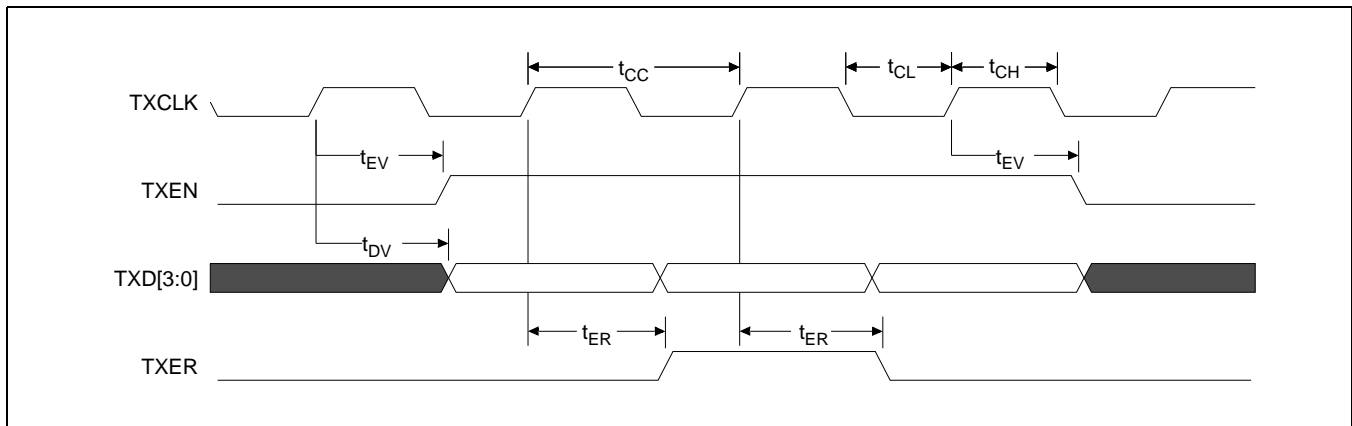 tCC
tCL
tCH
TXCLK
tEV
tEV
TXEN
tDV
TXD[3:0]
tER
tER
TXER